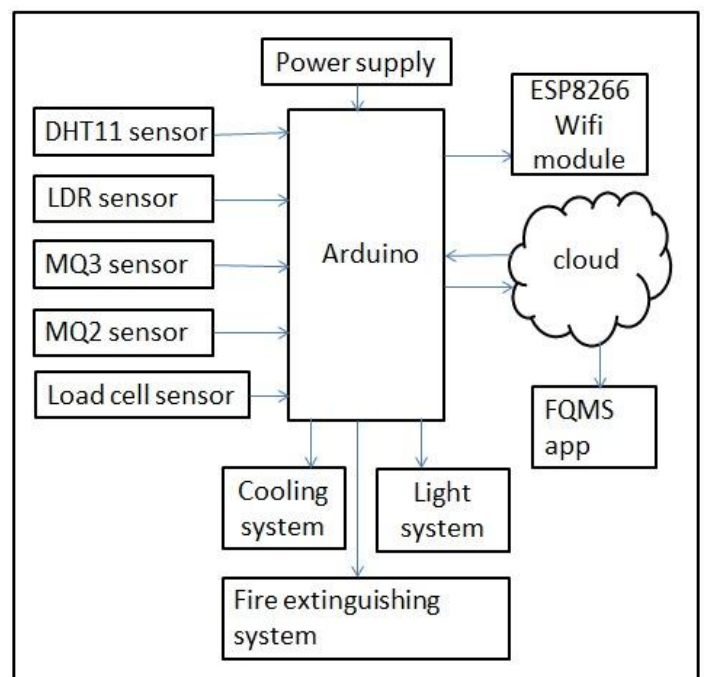 Power supply
DHT11 sensor
LDR sensor
MQ3 sensor
MQ2 sensor
Load cell sensor
Arduino
ESP8266
Wifi
module
cloud
FQMS
app
Cooling
system
Light
system
Fire extinguishing
system